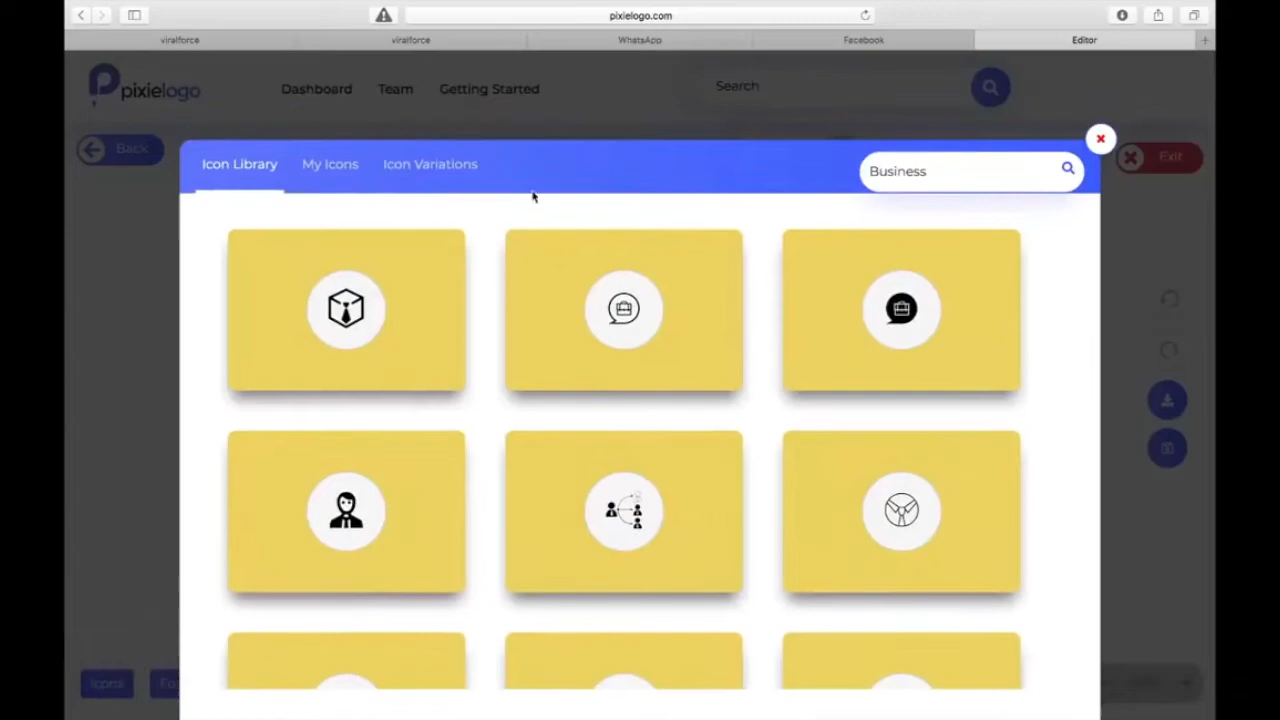 pixielogo.com
viralforce
viralforce
WhatsApp
Facebook
Editor
pixielogo
Dashboard
Team
Getting Started
Search
Back
Exit
Icon Library
My Icons
Icon Variations
Business
Icons